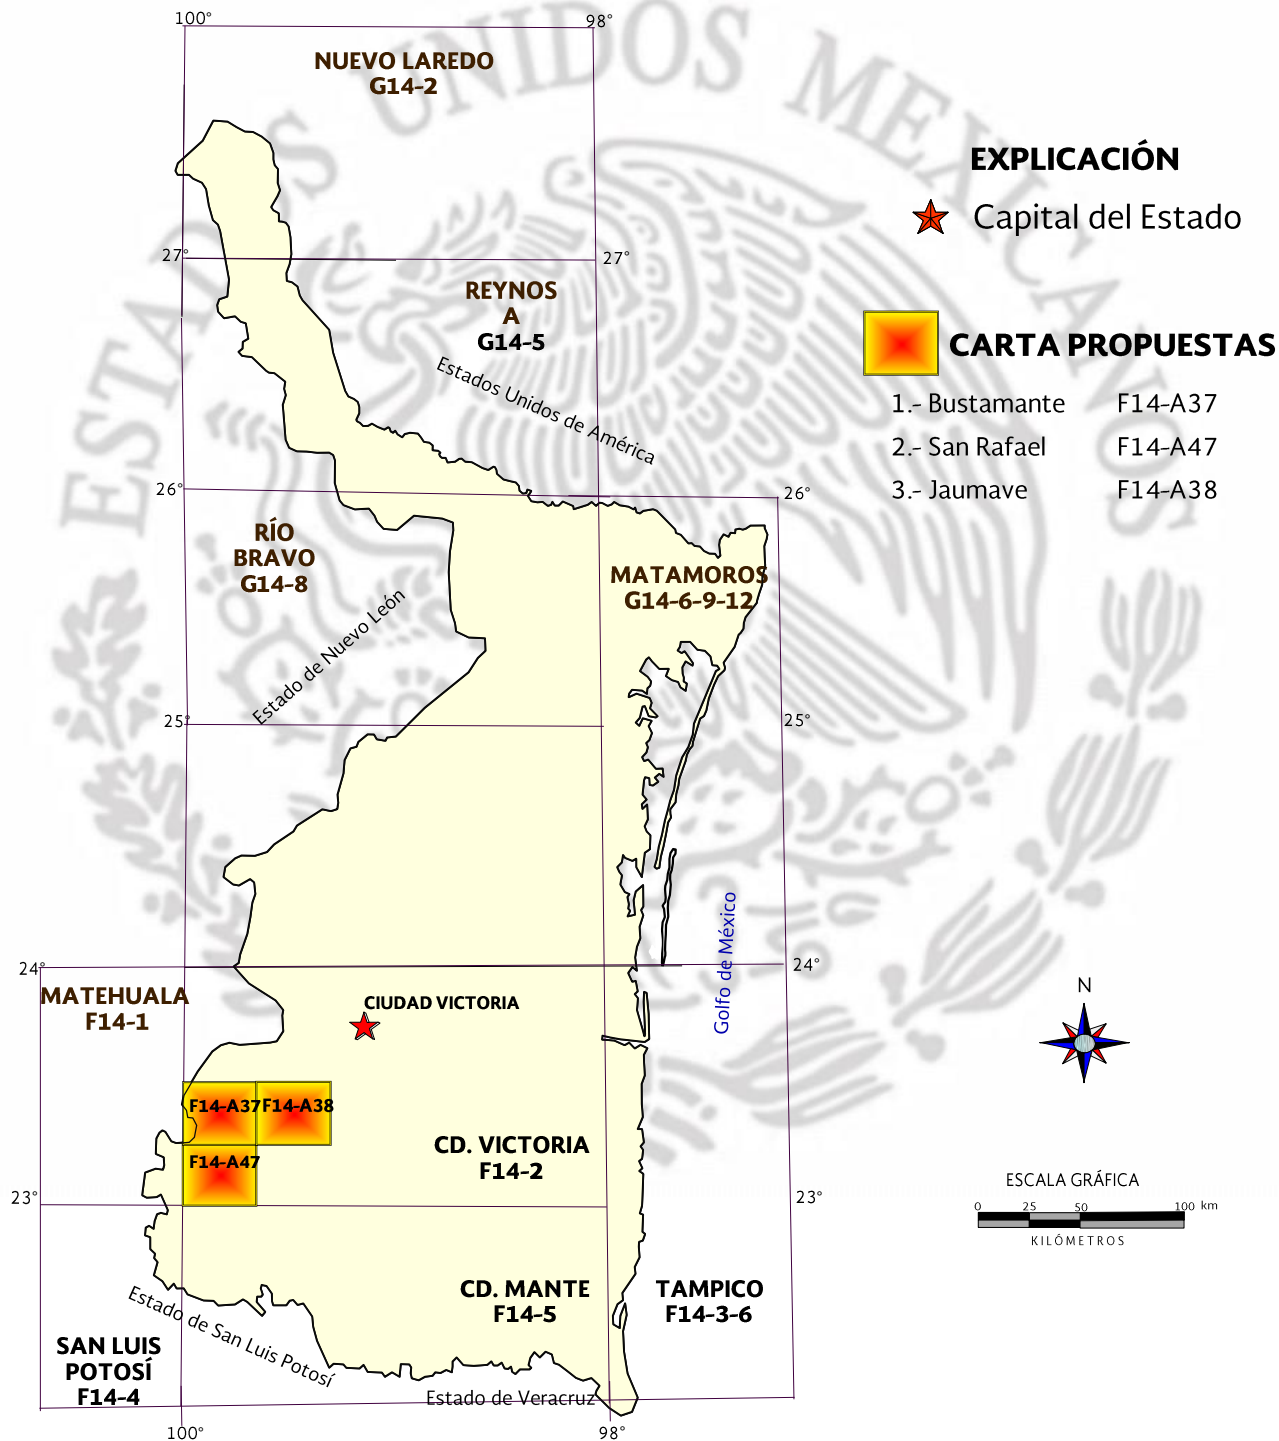 ESTADOS UNIDOS MEXICANOS
100°
98°
NUEVO LAREDO
G14-2
EXPLICACIÓN
Capital del Estado
27°
27°
REYNOS
A
G14-5
CARTA PROPUESTAS
Estados Unidos de América
1.- Bustamante F14-A37
2.- San Rafael F14-A47
3.- Jaumave F14-A38
26°
26°
RÍO
BRAVO
G14-8
MATAMOROS
G14-6-9-12
Estado de Nuevo León
25°
25°
Golfo de México
24°
24°
MATEHUALA
F14-1
CIUDAD VICTORIA
N
F14-A37
F14-A38
F14-A47
CD. VICTORIA
F14-2
23°
23°
ESCALA GRÁFICA
0 25 50 100 km
KILÓMETROS
CD. MANTE
F14-5
TAMPICO
F14-3-6
Estado de San Luis Potosí
SAN LUIS
POTOSÍ
F14-4
Estado de Veracruz
100°
98°